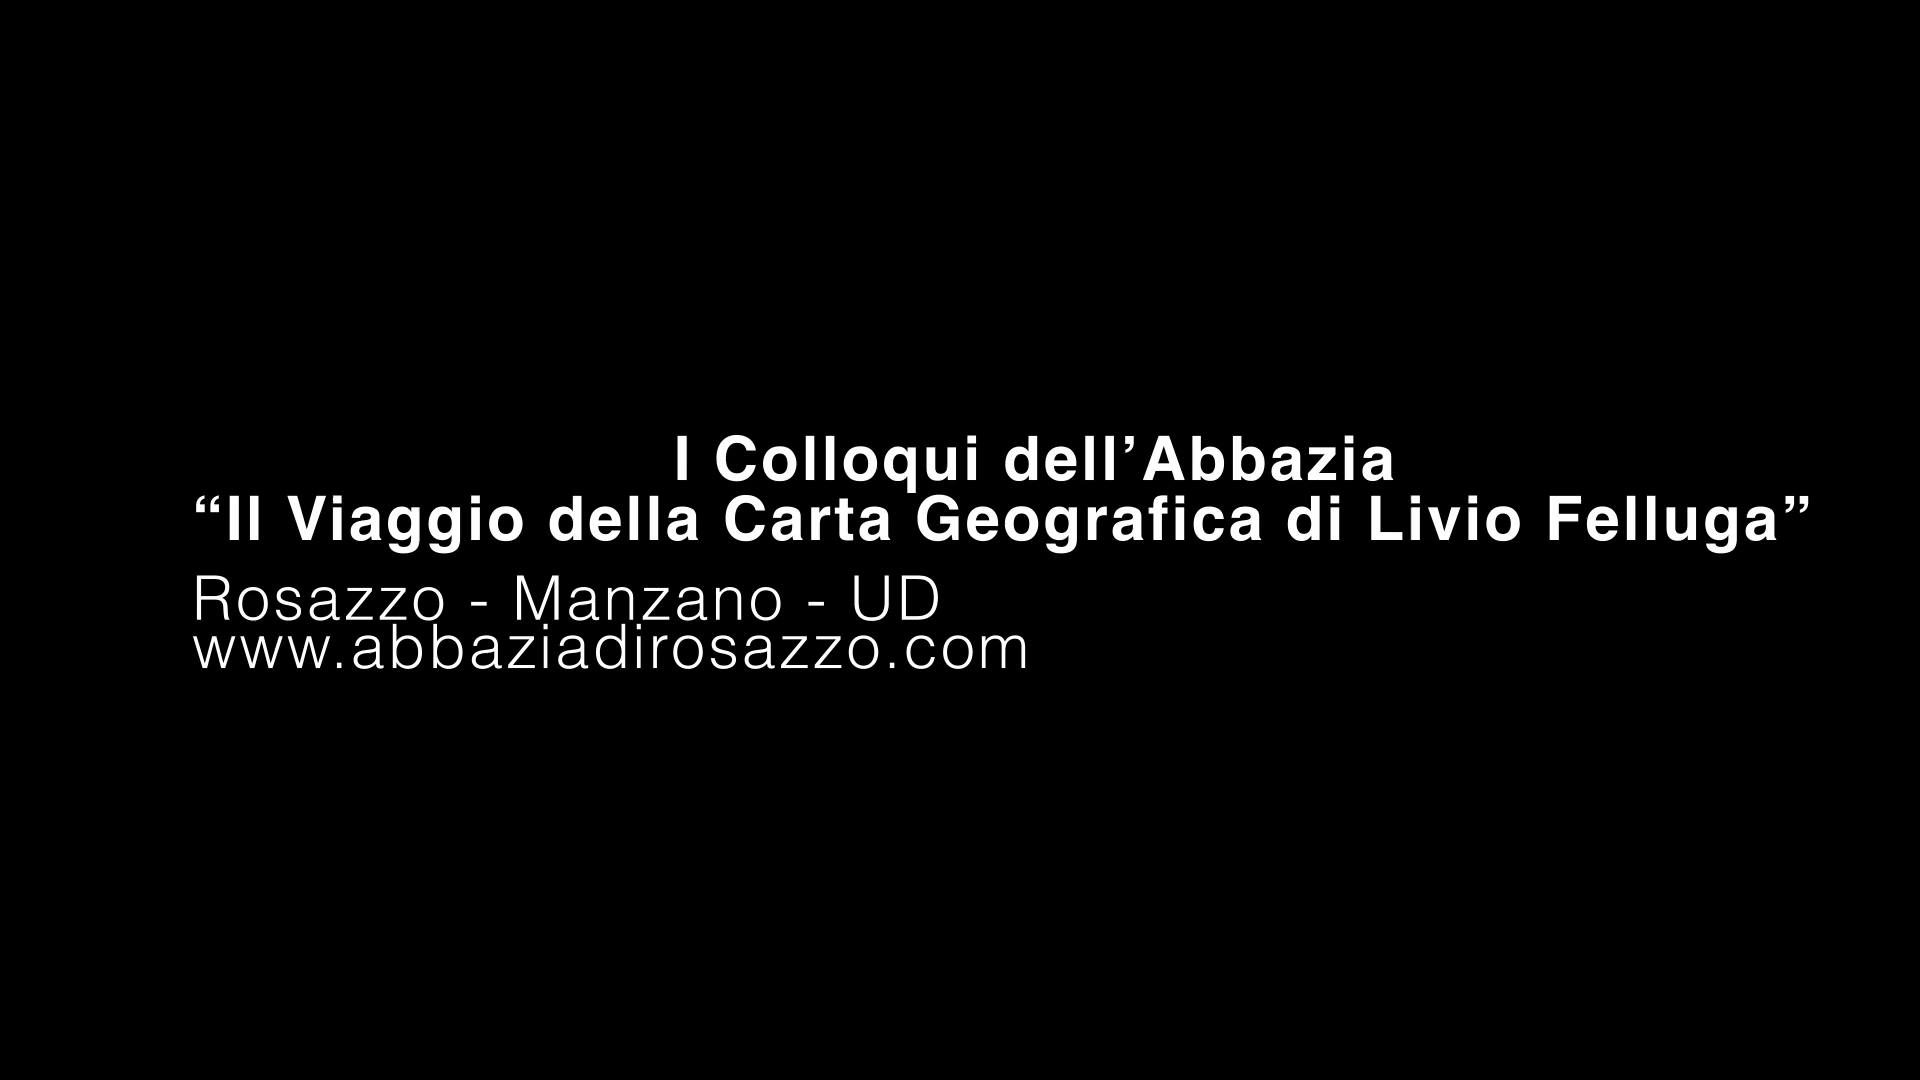 I Colloqui dell’Abbazia
“Il Viaggio della Carta Geografica di Livio Felluga”
Rosazzo - Manzano - UD
www.abbaziadirosazzo.com